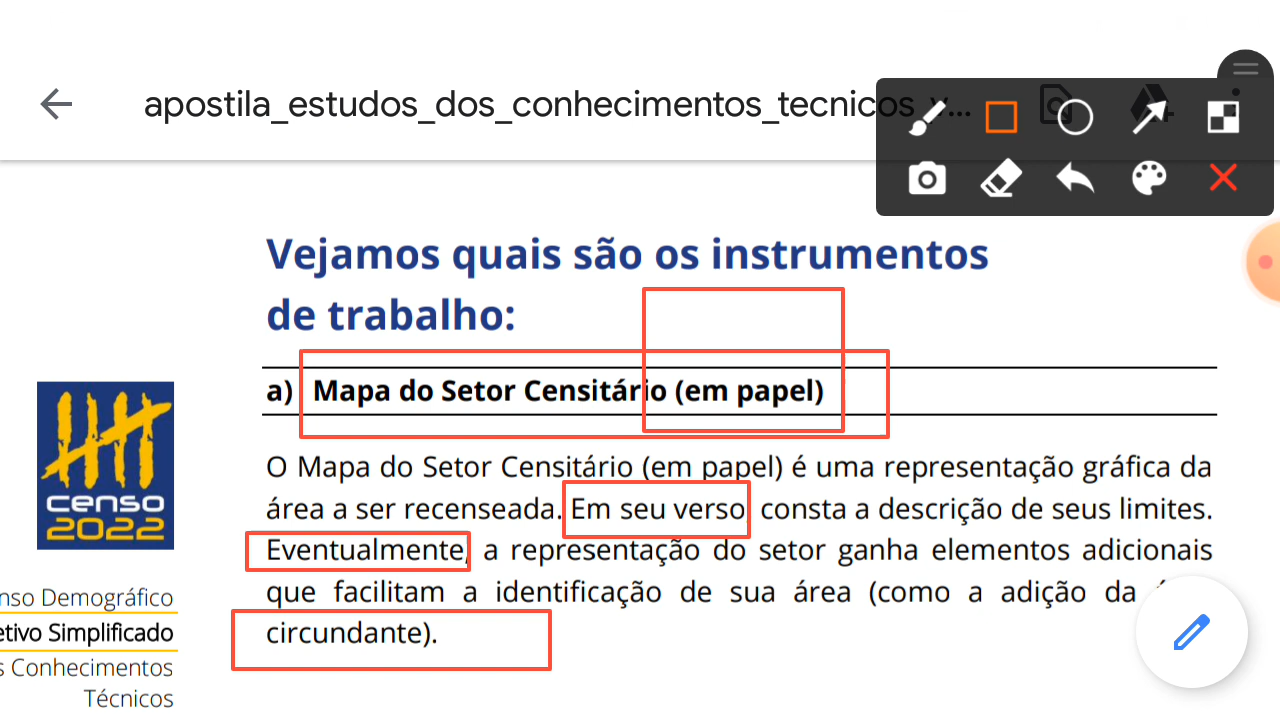 apostila_estudos_dos_conhecimentos_tecnicos_v...
Vejamos quais são os instrumentos
de trabalho:
a) Mapa do Setor Censitário (em papel)
O Mapa do Setor Censitário (em papel) é uma representação gráfica da
área a ser recenseada. Em seu verso consta a descrição de seus limites.
Eventualmente, a representação do setor ganha elementos adicionais
que facilitam a identificação de sua área (como a adição da
circundante).
censo
2022
nso Demográfico
etivo Simplificado
s Conhecimentos
Técnicos